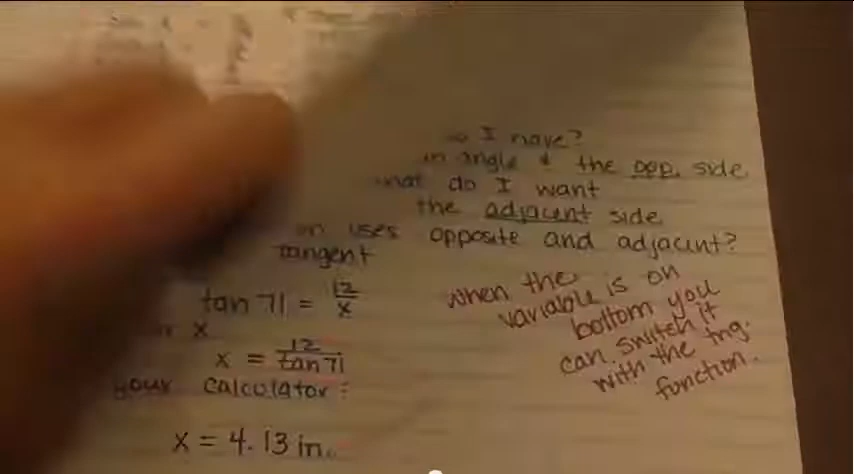 I have?
angle & the opp. side
do I want
the adjacent side
uses opposite and adjacent?
tangent
tan 71 = 12/x
x
x = 12/tan 71
your calculator:
x = 4.13 in.
when the
variable is on
bottom you
can switch it
with the trig.
function.